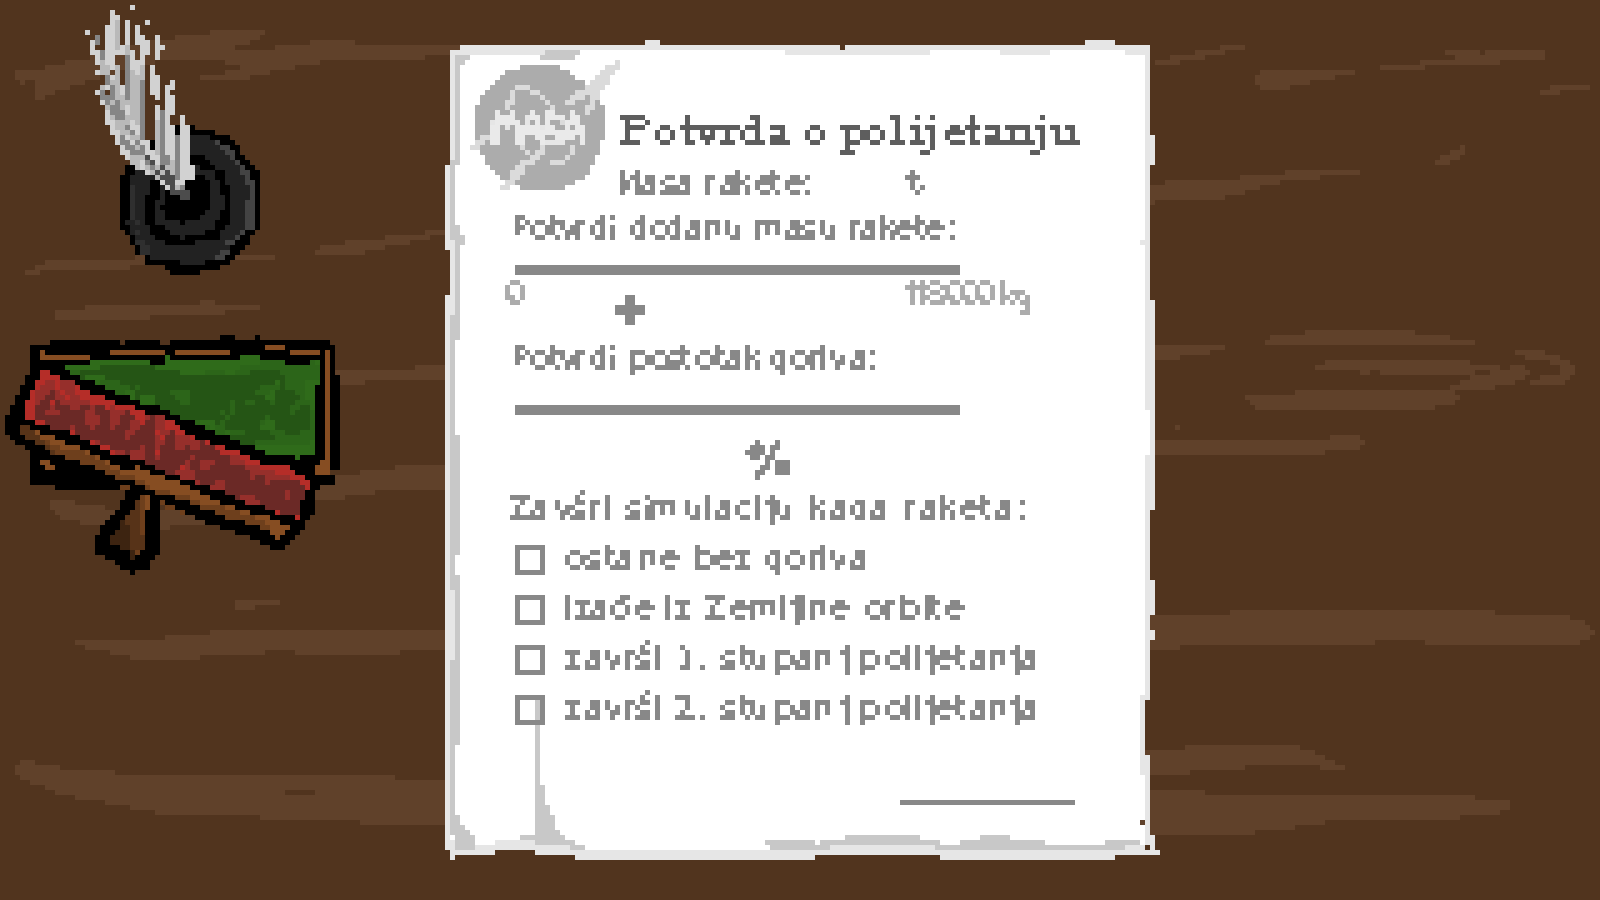 Potvrda o polijetanju
Masa rakete: t
Potvrdi dodanu masu rakete:
0 118000 kg
+
Potvrdi postotak goriva:
%
Završi simulaciju kada raketa:
ostane bez goriva
izađe iz Zemljine orbite
završi 1. stupanj polijetanja
završi 2. stupanj polijetanja